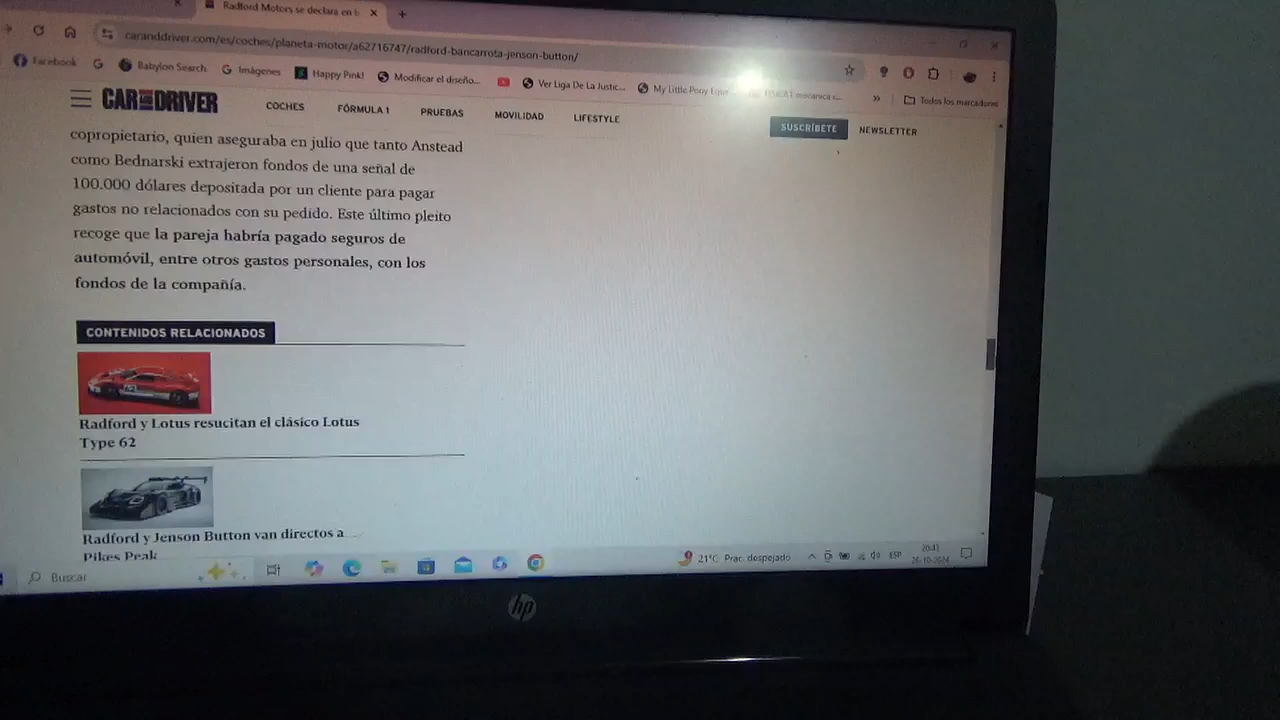 Radford Motors se declara en
caranddriver.com/es/coches/planeta-motor/a62716747/radford-bancarrota-jenson-button/
Facebook
Babylon Search
Imágenes
Happy Pink!
Modificar el diseño...
Ver Liga De La Justic...
My Little Pony Eque
Todos los marcadores
CAR AND DRIVER
COCHES
FÓRMULA 1
PRUEBAS
MOVILIDAD
LIFESTYLE
SUSCRÍBETE
NEWSLETTER
copropietario, quien aseguraba en julio que tanto Anstead
como Bednarski extrajeron fondos de una señal de
100.000 dólares depositada por un cliente para pagar
gastos no relacionados con su pedido. Este último pleito
recoge que la pareja habría pagado seguros de
automóvil, entre otros gastos personales, con los
fondos de la compañía.
CONTENIDOS RELACIONADOS
Radford y Lotus resucitan el clásico Lotus
Type 62
Radford y Jenson Button van directos a
Pikes Peak
Buscar
21°C Prac. despejado
ESP
hp